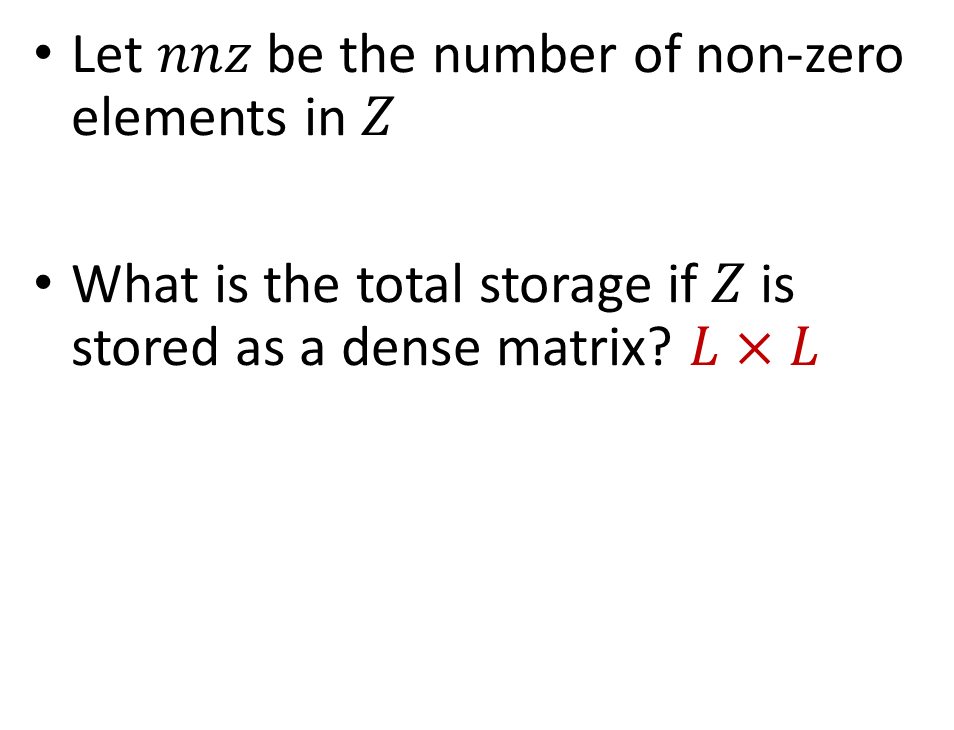 • Let 𝑛𝑛𝑧 be the number of non-zero
elements in 𝑍
• What is the total storage if 𝑍 is
stored as a dense matrix? 𝐿 × 𝐿